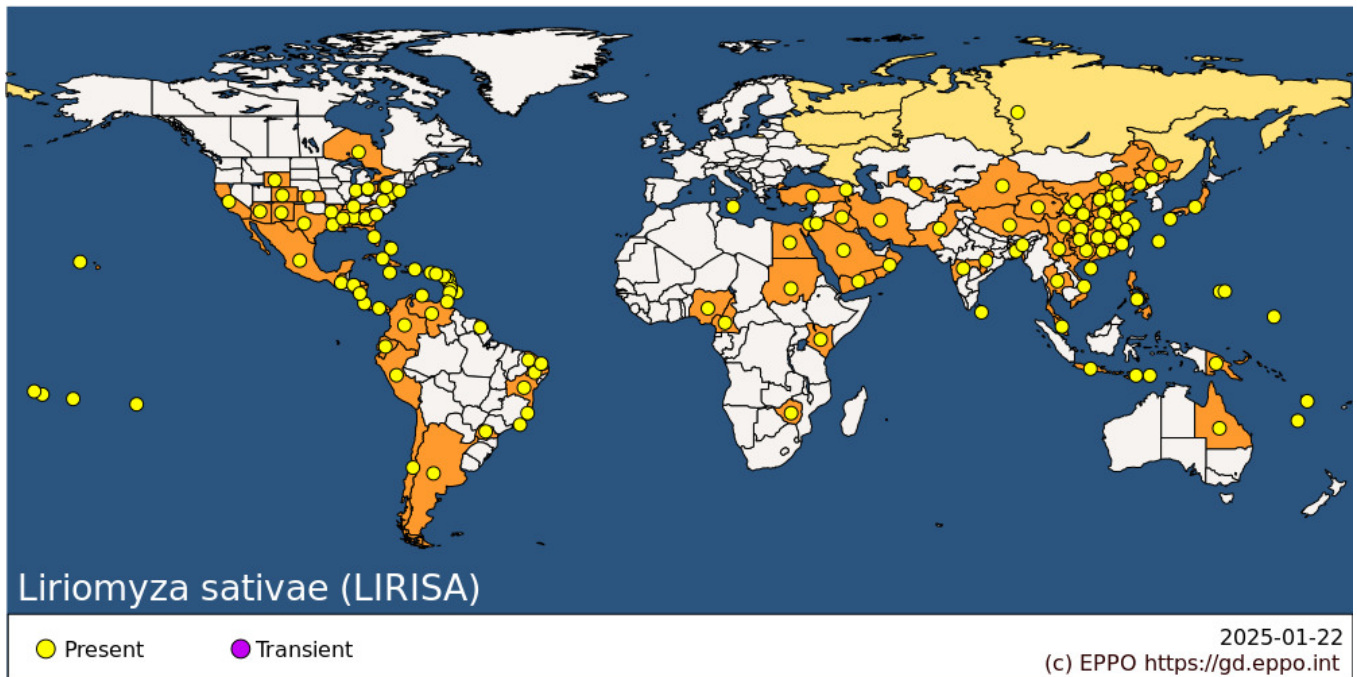 Liriomyza sativae (LIRISA)
Present
Transient
2025-01-22
(c) EPPO https://gd.eppo.int